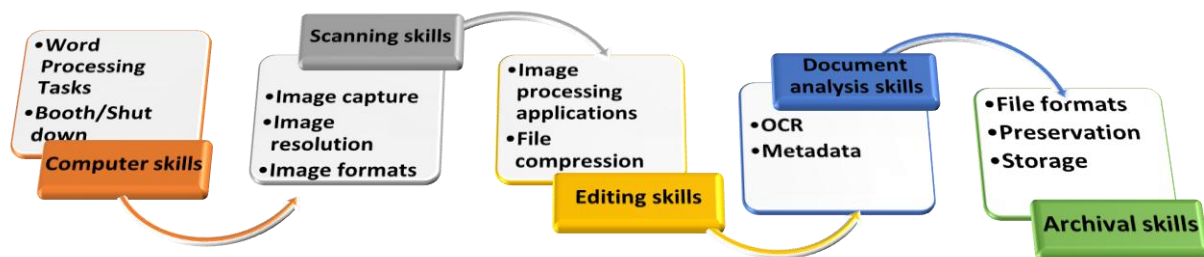 •Word
Processing
Tasks
•Booth/Shut
down
Computer skills
Scanning skills
•Image capture
•Image
resolution
•Image formats
•Image
processing
applications
•File
compression
Editing skills
Document
analysis skills
•OCR
•Metadata
•File formats
•Preservation
•Storage
Archival skills